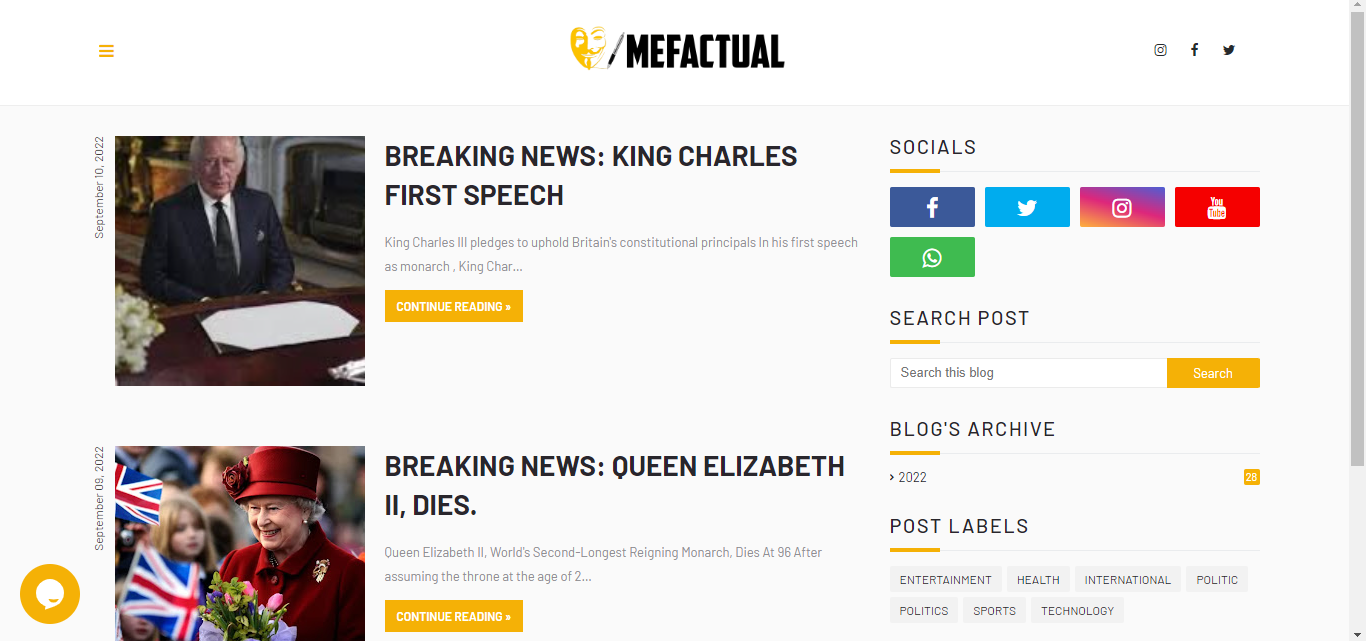 MEFACTUAL
September 10, 2022
BREAKING NEWS: KING CHARLES
FIRST SPEECH
King Charles III pledges to uphold Britain's constitutional principals In his first speech
as monarch , King Char...
CONTINUE READING »
September 09, 2022
BREAKING NEWS: QUEEN ELIZABETH
II, DIES.
Queen Elizabeth II, World's Second-Longest Reigning Monarch, Dies At 96 After
assuming the throne at the age of 2...
CONTINUE READING »
SOCIALS
You
Tube
SEARCH POST
Search this blog
Search
BLOG'S ARCHIVE
2022
28
POST LABELS
ENTERTAINMENT HEALTH INTERNATIONAL POLITIC
POLITICS SPORTS TECHNOLOGY